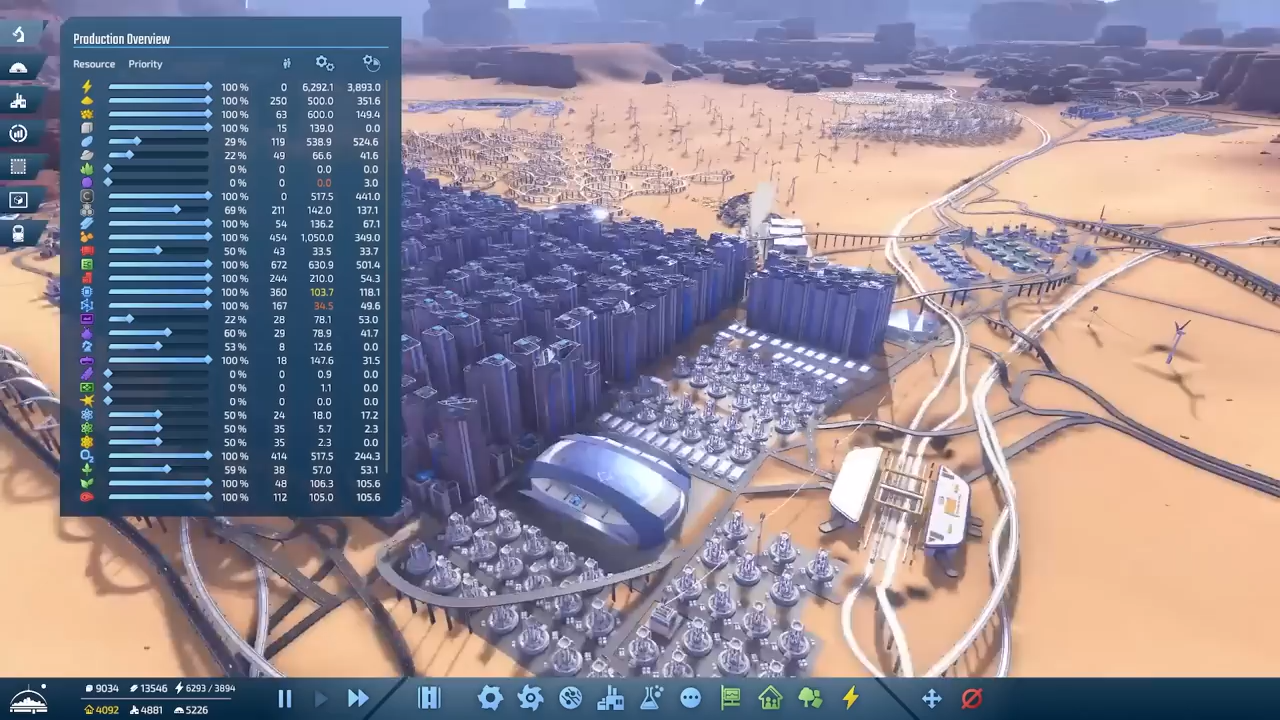 Production Overview
Resource Priority
100 % 0 6,292.1 3,893.0
100 % 250 500.0 351.6
100 % 63 600.0 149.4
100 % 15 139.0 0.0
29 % 119 538.9 524.6
22 % 49 66.6 41.6
0 % 0 0.0 0.0
0 % 0 0.0 3.0
C 100 % 0 517.5 441.0
69 % 211 142.0 137.1
100 % 54 136.2 67.1
100 % 454 1,050.0 349.0
50 % 43 33.5 33.7
100 % 672 630.9 501.4
100 % 244 210.0 54.3
100 % 360 103.7 118.1
100 % 167 34.5 49.6
22 % 28 78.1 53.0
60 % 29 78.9 41.7
53 % 8 12.6 0.0
100 % 18 147.6 31.5
0 % 0 0.9 0.0
0 % 0 1.1 0.0
0 % 0 0.0 0.0
50 % 24 18.0 17.2
50 % 35 5.7 2.3
50 % 35 2.3 0.0
O₂ 100 % 414 517.5 244.3
59 % 38 57.0 53.1
100 % 48 106.3 105.6
100 % 112 105.0 105.6
9034 13546 6293 / 3894
4092 4881 5226